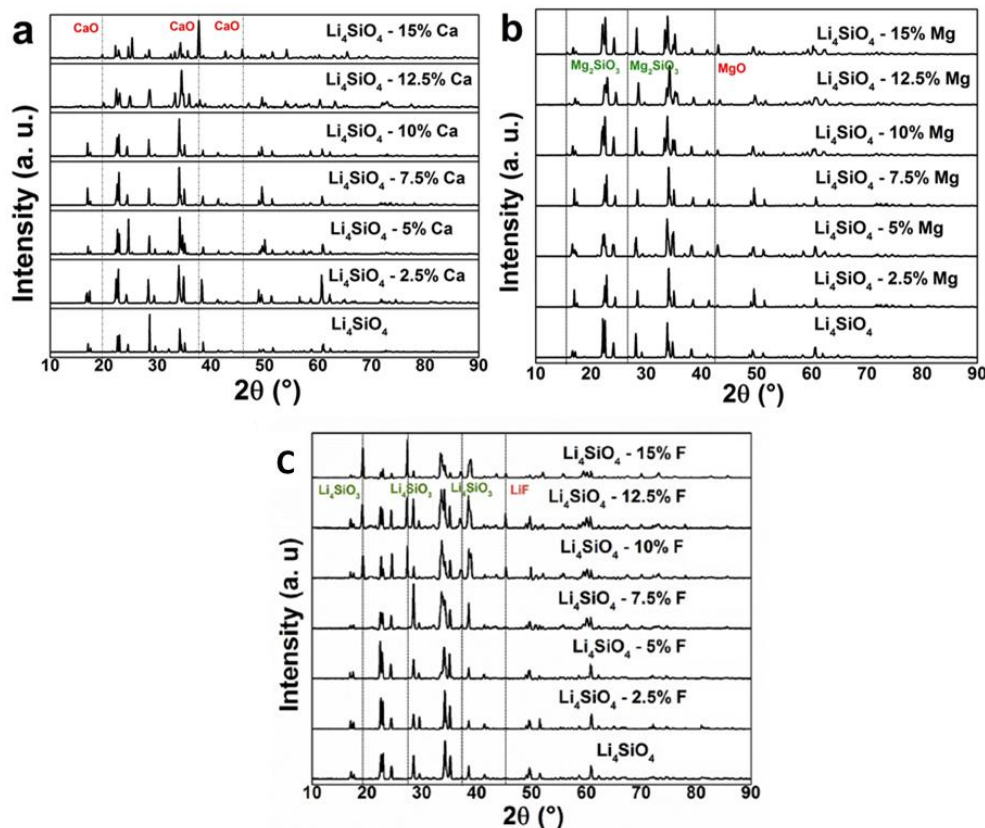 a
CaO CaO CaO
Li₄SiO₄ - 15% Ca
Li₄SiO₄ - 12.5% Ca
Li₄SiO₄ - 10% Ca
Li₄SiO₄ - 7.5% Ca
Li₄SiO₄ - 5% Ca
Li₄SiO₄ - 2.5% Ca
Li₄SiO₄
Intensity (a. u.)
10 20 30 40 50 60 70 80 90
2θ (°)
b
Li₄SiO₄ - 15% Mg
Mg₂SiO₃ Mg₂SiO₃ MgO
Li₄SiO₄ - 12.5% Mg
Li₄SiO₄ - 10% Mg
Li₄SiO₄ - 7.5% Mg
Li₄SiO₄ - 5% Mg
Li₄SiO₄ - 2.5% Mg
Li₄SiO₄
Intensity (a. u.)
10 20 30 40 50 60 70 80 90
2θ (°)
c
Li₄SiO₄ - 15% F
Li₄SiO₃ Li₄SiO₃ Li₄SiO₃ LiF
Li₄SiO₄ - 12.5% F
Li₄SiO₄ - 10% F
Li₄SiO₄ - 7.5% F
Li₄SiO₄ - 5% F
Li₄SiO₄ - 2.5% F
Li₄SiO₄
Intensity (a. u)
10 20 30 40 50 60 70 80 90
2θ (°)